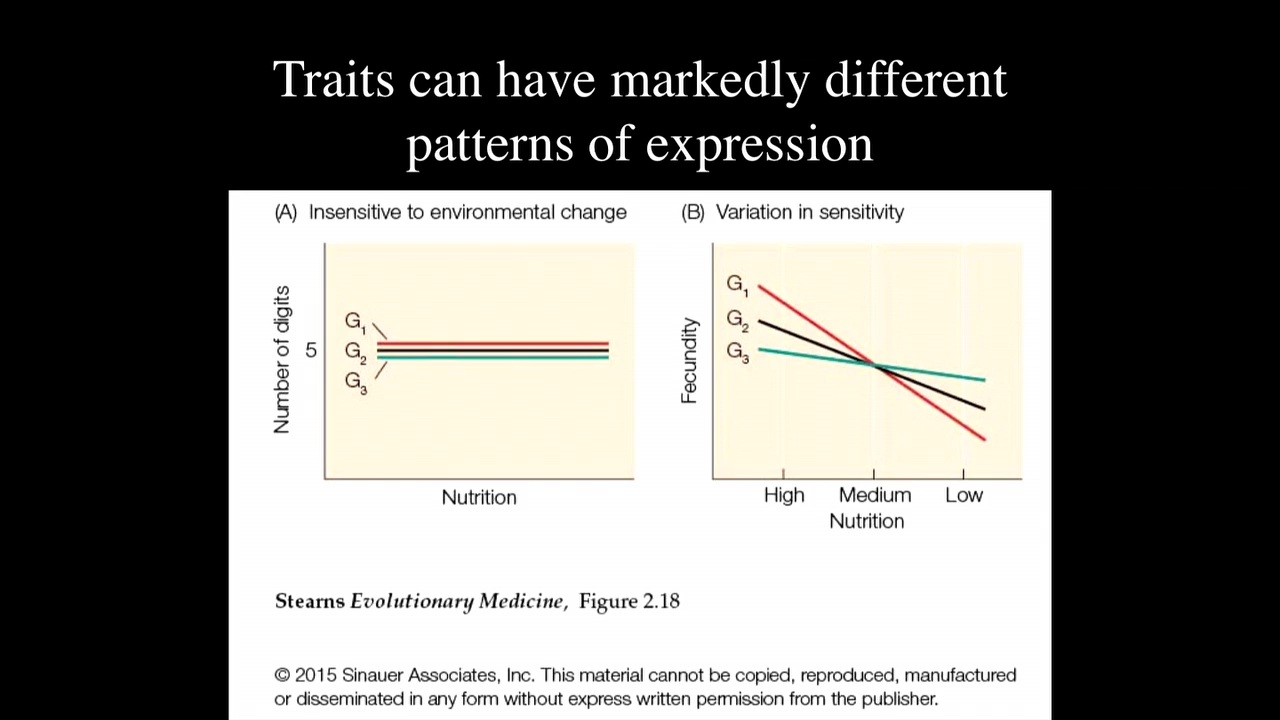 Traits can have markedly different
patterns of expression
(A) Insensitive to environmental change
Number of digits
5
G1
G2
G3
Nutrition
(B) Variation in sensitivity
Fecundity
G1
G2
G3
High Medium Low
Nutrition
Stearns Evolutionary Medicine, Figure 2.18
© 2015 Sinauer Associates, Inc. This material cannot be copied, reproduced, manufactured
or disseminated in any form without express written permission from the publisher.